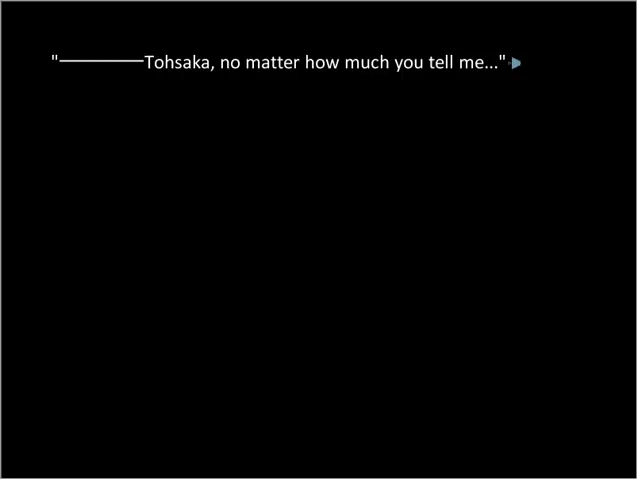 "————Tohsaka, no matter how much you tell me..."